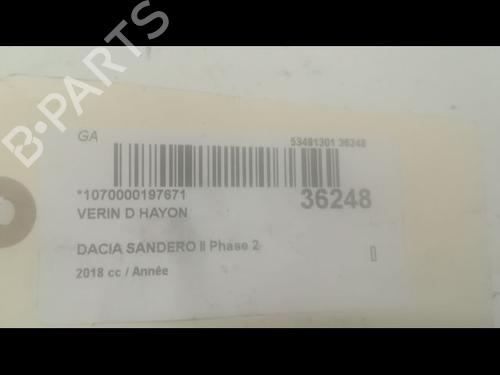 B-PARTS
GA
53481301 36248
*1070000197671
36248
VERIN D HAYON
DACIA SANDERO II Phase 2
2018 cc / Année